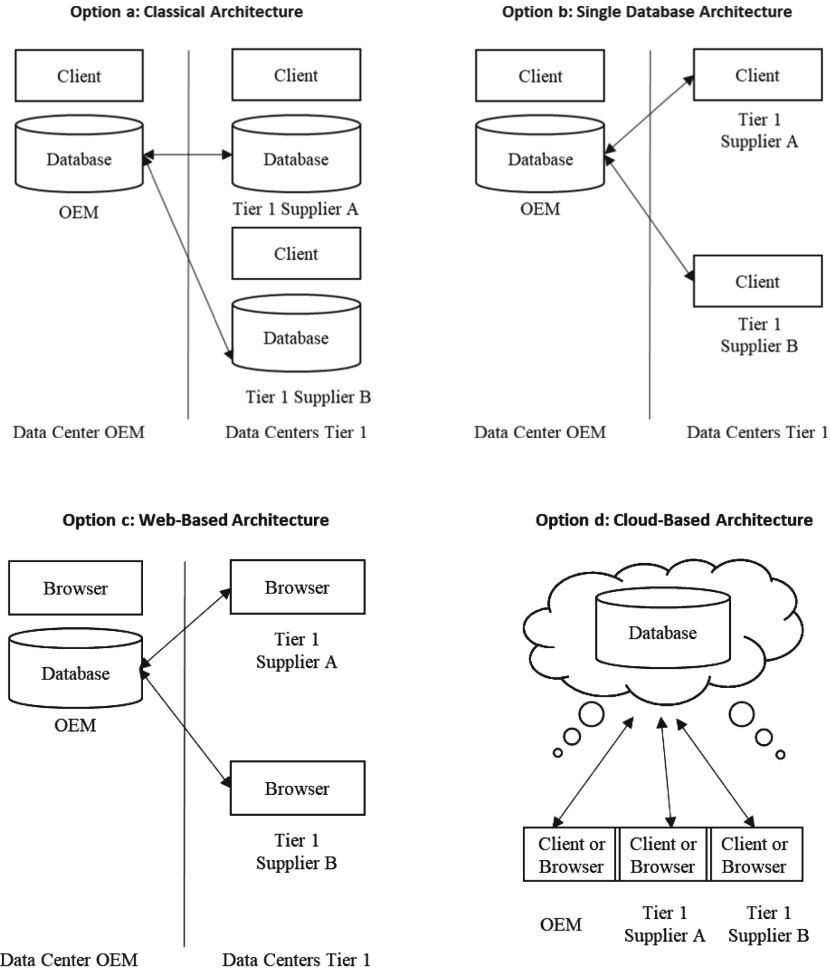 Option a: Classical Architecture
Client
Database
OEM
Client
Database
Tier 1 Supplier A
Client
Database
Tier 1 Supplier B
Data Center OEM
Data Centers Tier 1
Option b: Single Database Architecture
Client
Database
OEM
Client
Tier 1
Supplier A
Client
Tier 1
Supplier B
Data Center OEM
Data Centers Tier 1
Option c: Web-Based Architecture
Browser
Database
OEM
Browser
Tier 1
Supplier A
Browser
Tier 1
Supplier B
Data Center OEM
Data Centers Tier 1
Option d: Cloud-Based Architecture
Database
Client or
Browser
Client or
Browser
Client or
Browser
OEM
Tier 1
Supplier A
Tier 1
Supplier B